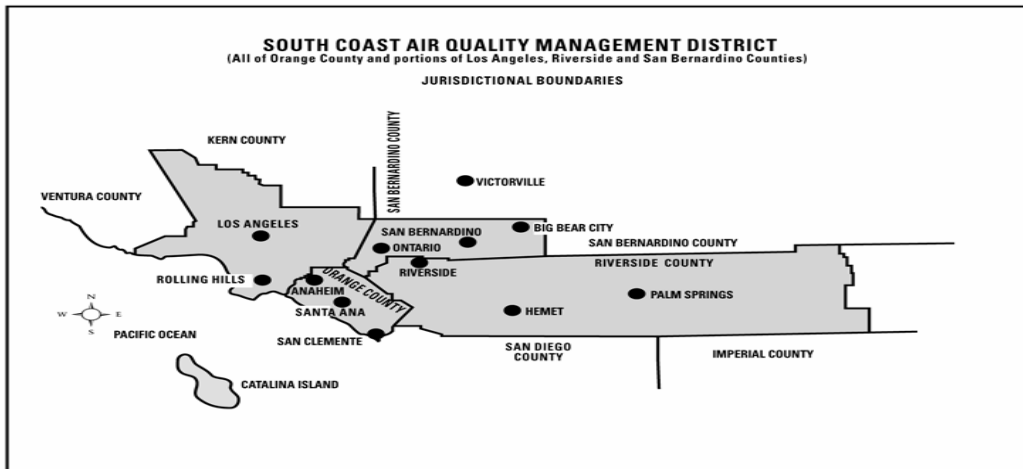 SOUTH COAST AIR QUALITY MANAGEMENT DISTRICT
(All of Orange County and portions of Los Angeles, Riverside and San Bernardino Counties)
JURISDICTIONAL BOUNDARIES
KERN COUNTY
SAN BERNARDINO COUNTY
VICTORVILLE
VENTURA COUNTY
LOS ANGELES
SAN BERNARDINO
BIG BEAR CITY
ONTARIO
SAN BERNARDINO COUNTY
RIVERSIDE
RIVERSIDE COUNTY
ROLLING HILLS
ORANGE COUNTY
ANAHEIM
PALM SPRINGS
SANTA ANA
HEMET
N
W
E
S
PACIFIC OCEAN
SAN CLEMENTE
SAN DIEGO
COUNTY
IMPERIAL COUNTY
CATALINA ISLAND